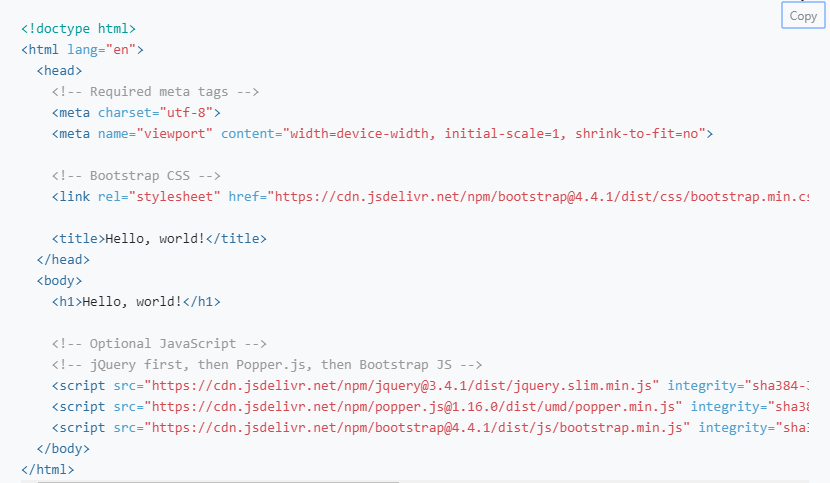 Copy
<!doctype html>
<html lang="en">
  <head>
    <!-- Required meta tags -->
    <meta charset="utf-8">
    <meta name="viewport" content="width=device-width, initial-scale=1, shrink-to-fit=no">

    <!-- Bootstrap CSS -->
    <link rel="stylesheet" href="https://cdn.jsdelivr.net/npm/bootstrap@4.4.1/dist/css/bootstrap.min.cs

    <title>Hello, world!</title>
  </head>
  <body>
    <h1>Hello, world!</h1>

    <!-- Optional JavaScript -->
    <!-- jQuery first, then Popper.js, then Bootstrap JS -->
    <script src="https://cdn.jsdelivr.net/npm/jquery@3.4.1/dist/jquery.slim.min.js" integrity="sha384-
    <script src="https://cdn.jsdelivr.net/npm/popper.js@1.16.0/dist/umd/popper.min.js" integrity="sha38
    <script src="https://cdn.jsdelivr.net/npm/bootstrap@4.4.1/dist/js/bootstrap.min.js" integrity="sha3
  </body>
</html>